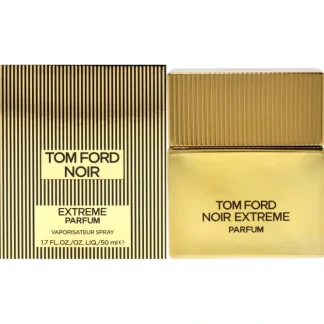 TOM FORD
NOIR
EXTREME
PARFUM
VAPORISATEUR SPRAY
1.7 FL.OZ./OZ. LIQ./50 ml ℮
TOM FORD
NOIR EXTREME
PARFUM